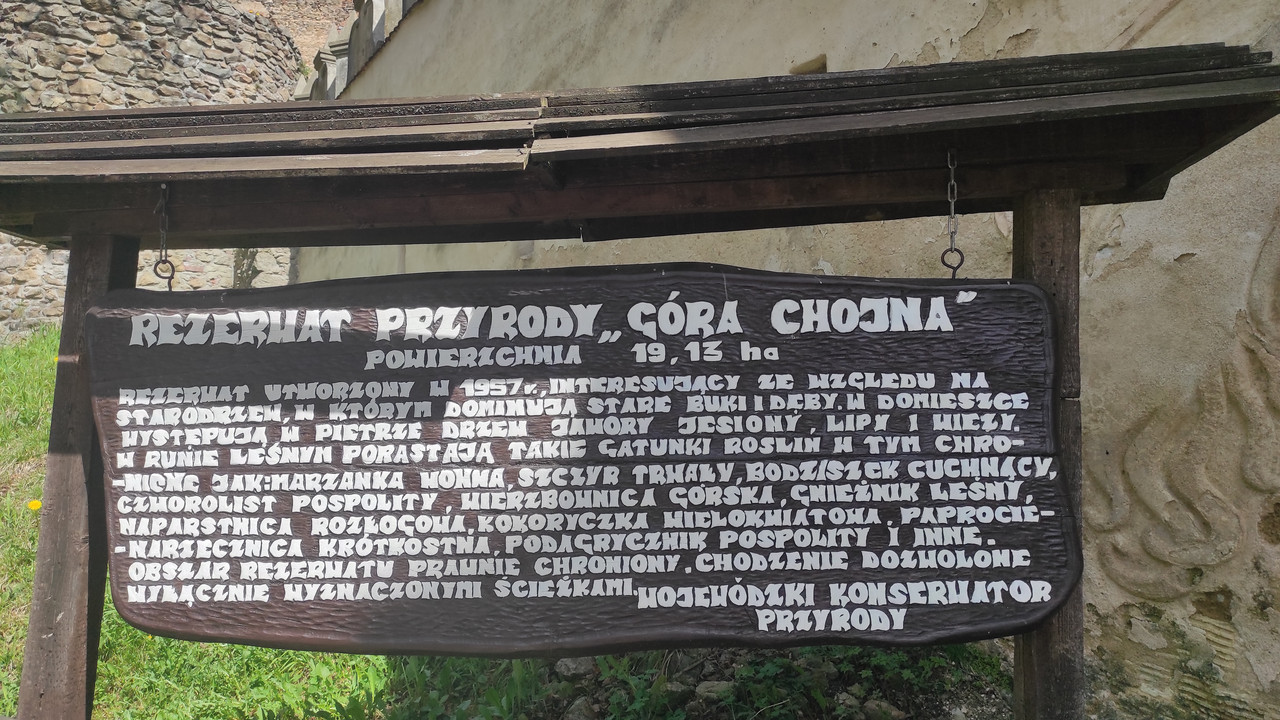 REZERWAT PRZYRODY „GÓRA CHOJNA"
POWIERZCHNIA 19,13 ha
REZERWAT UTWORZONY W 1957r., INTERESUJĄCY ZE WZGLĘDU NA
STARODRZEW, W KTÓRYM DOMINUJĄ STARE BUKI I DĘBY. W DOMIESZCE
WYSTĘPUJĄ W PIĘTRZE DRZEW JAWORY JESIONY, LIPY I WIĘZY.
W RUNIE LEŚNYM PORASTAJĄ TAKIE GATUNKI ROŚLIN W TYM CHRO-
-NIONE JAK: MARZANKA WONNA, SZCZYR TRWAŁY, BODZISZEK CUCHNĄCY,
CZWOROLIST POSPOLITY, WIERZBOWNICA GÓRSKA, GNIEŹNIK LEŚNY,
NAPARSTNICA ROZŁOGOWA, KOKORYCZKA WIELOKWIATOWA, PAPROCIE-
-NARZECZNICA KRÓTKOSTNA, PODAGRYCZNIK POSPOLITY I INNE.
OBSZAR REZERWATU PRAWNIE CHRONIONY. CHODZENIE DOZWOLONE
WYŁĄCZNIE WYZNACZONYMI ŚCIEŻKAMI.
WOJEWÓDZKI KONSERWATOR
PRZYRODY